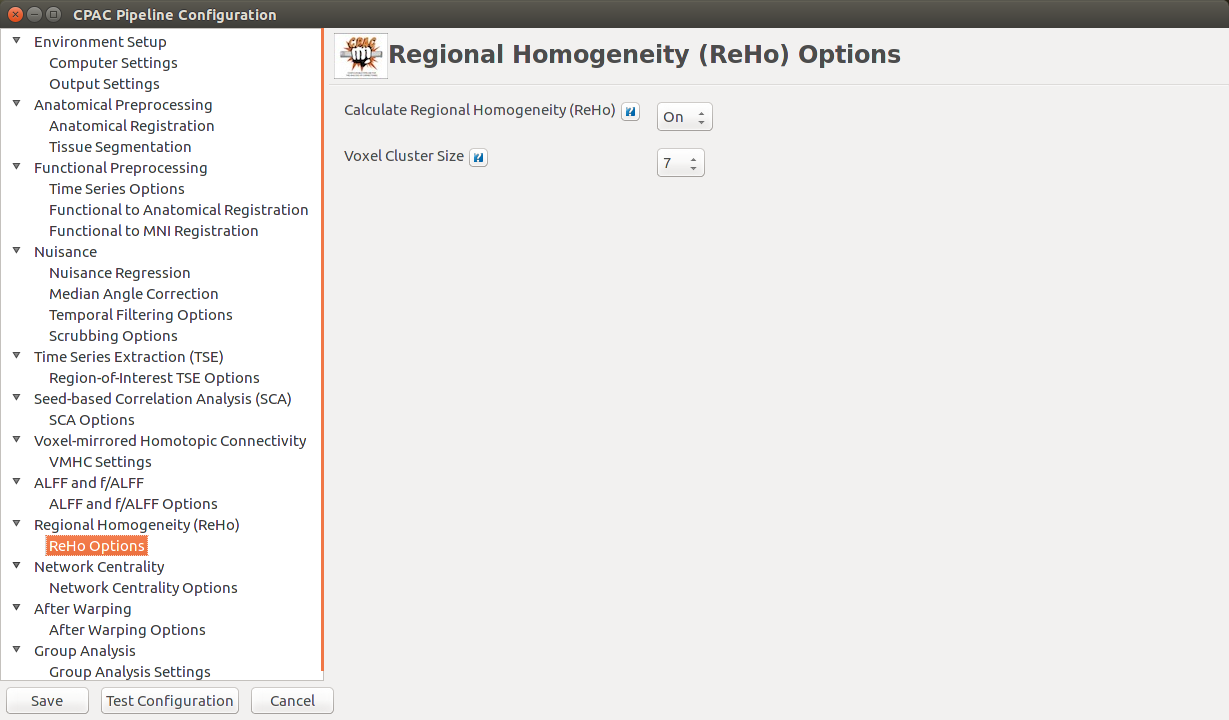 CPAC Pipeline Configuration
Environment Setup
Computer Settings
Output Settings
Anatomical Preprocessing
Anatomical Registration
Tissue Segmentation
Functional Preprocessing
Time Series Options
Functional to Anatomical Registration
Functional to MNI Registration
Nuisance
Nuisance Regression
Median Angle Correction
Temporal Filtering Options
Scrubbing Options
Time Series Extraction (TSE)
Region-of-Interest TSE Options
Seed-based Correlation Analysis (SCA)
SCA Options
Voxel-mirrored Homotopic Connectivity
VMHC Settings
ALFF and f/ALFF
ALFF and f/ALFF Options
Regional Homogeneity (ReHo)
ReHo Options
Network Centrality
Network Centrality Options
After Warping
After Warping Options
Group Analysis
Group Analysis Settings
Save Test Configuration Cancel
CPAC
Regional Homogeneity (ReHo) Options
Calculate Regional Homogeneity (ReHo) ? On
Voxel Cluster Size ? 7